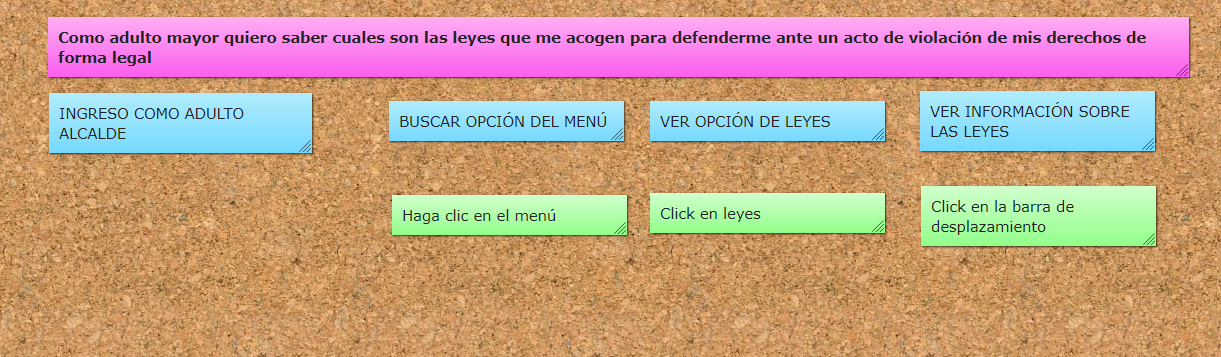 Como adulto mayor quiero saber cuales son las leyes que me acogen para defenderme ante un acto de violación de mis derechos de
forma legal
INGRESO COMO ADULTO
ALCALDE
BUSCAR OPCIÓN DEL MENÚ
VER OPCIÓN DE LEYES
VER INFORMACIÓN SOBRE
LAS LEYES
Haga clic en el menú
Click en leyes
Click en la barra de
desplazamiento